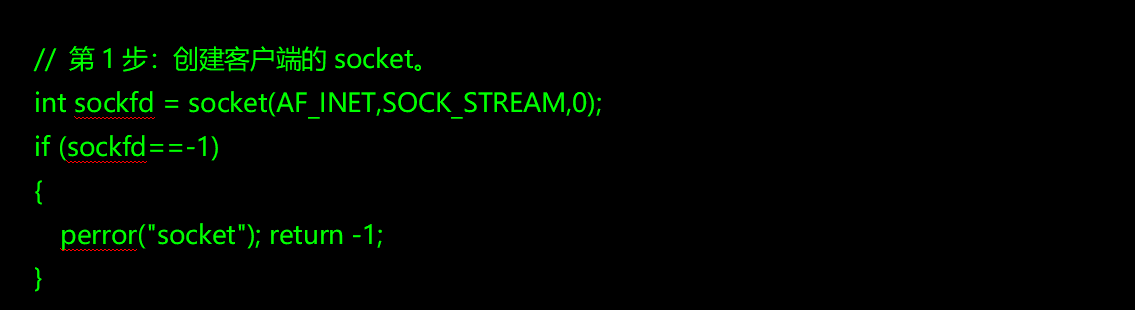 // 第 1 步：创建客户端的 socket。
int sockfd = socket(AF_INET,SOCK_STREAM,0);
if (sockfd==-1)
{
perror("socket"); return -1;
}